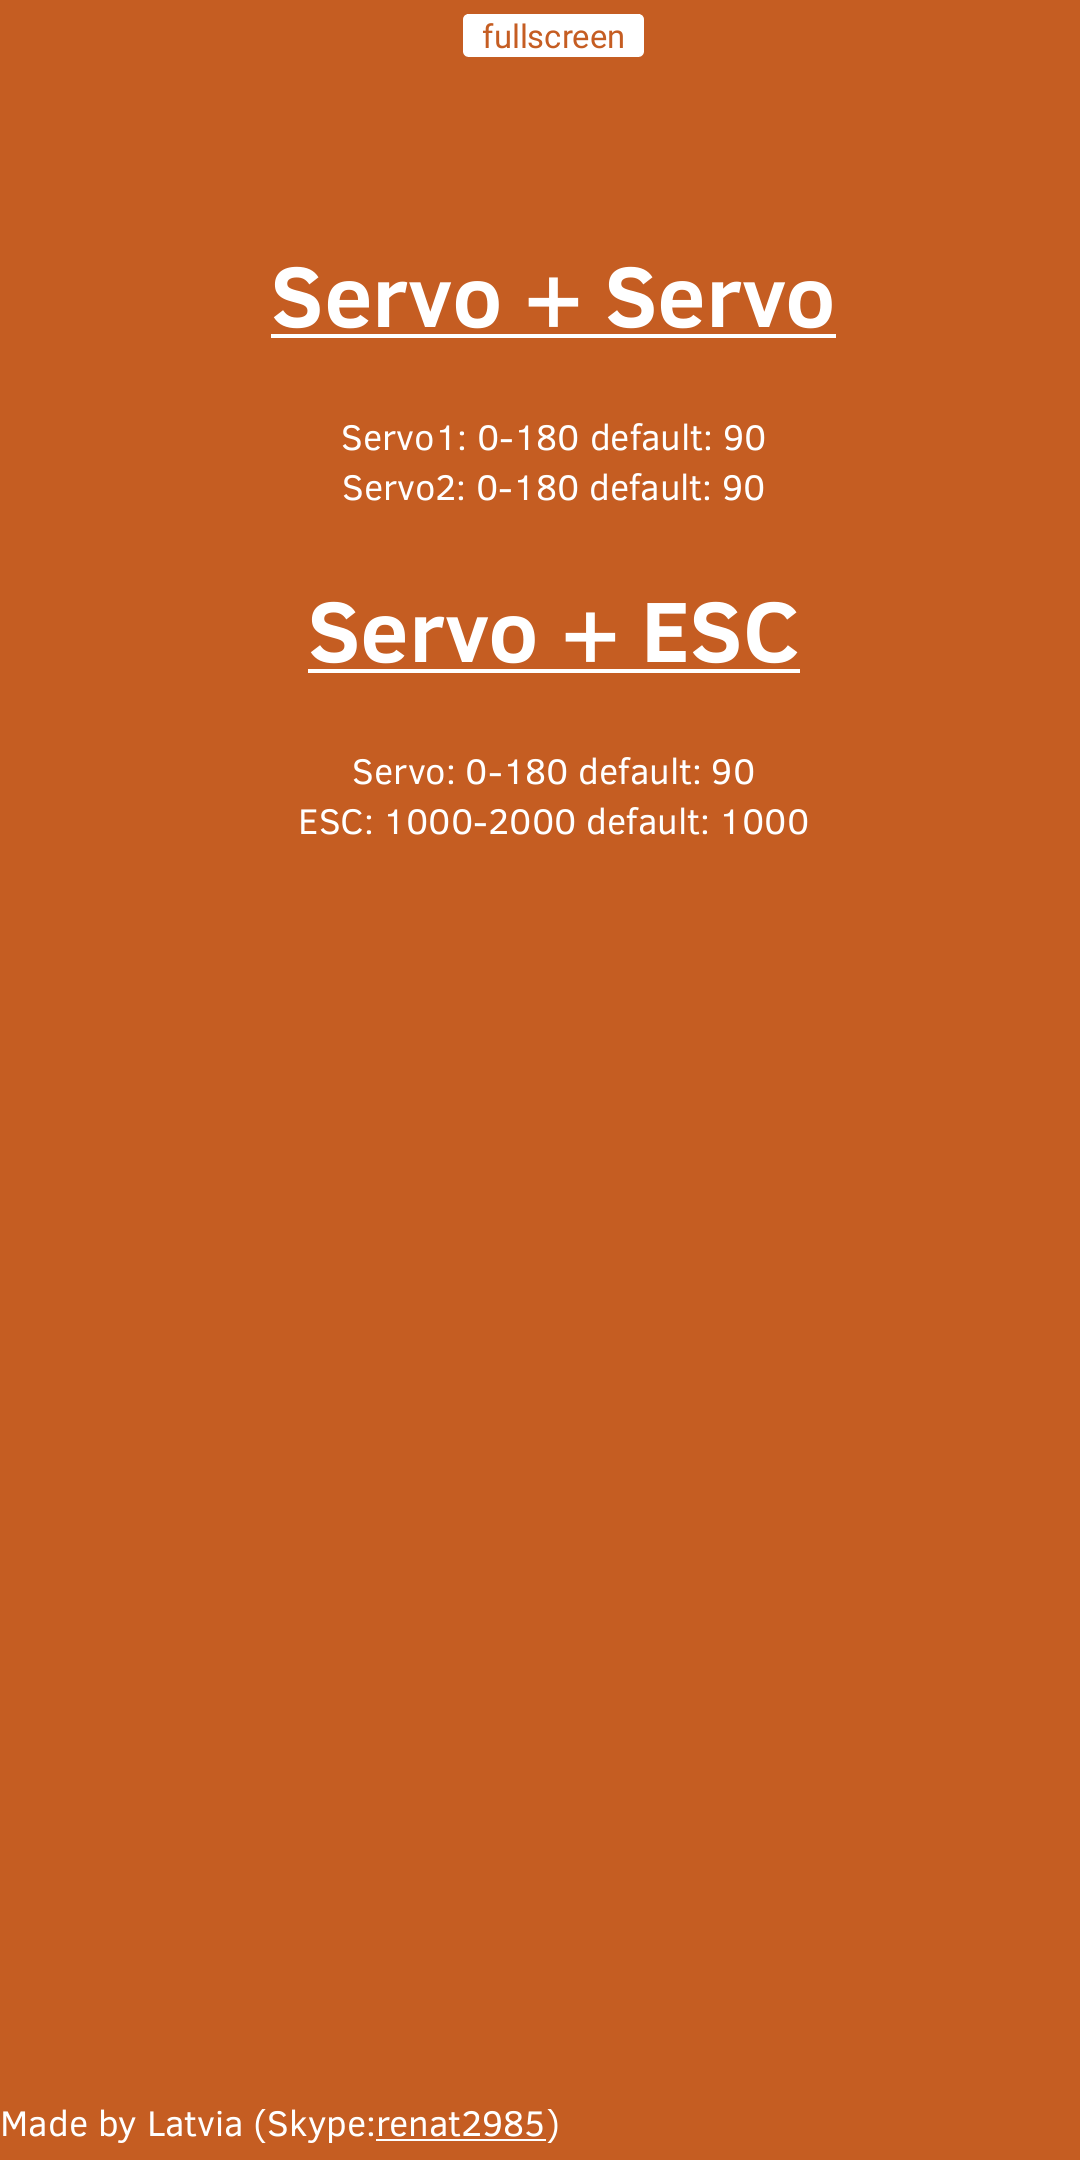 fullscreen
Servo + Servo
Servo1: 0-180 default: 90
Servo2: 0-180 default: 90
Servo + ESC
Servo: 0-180 default: 90
ESC: 1000-2000 default: 1000
Made by Latvia (Skype:renat2985)